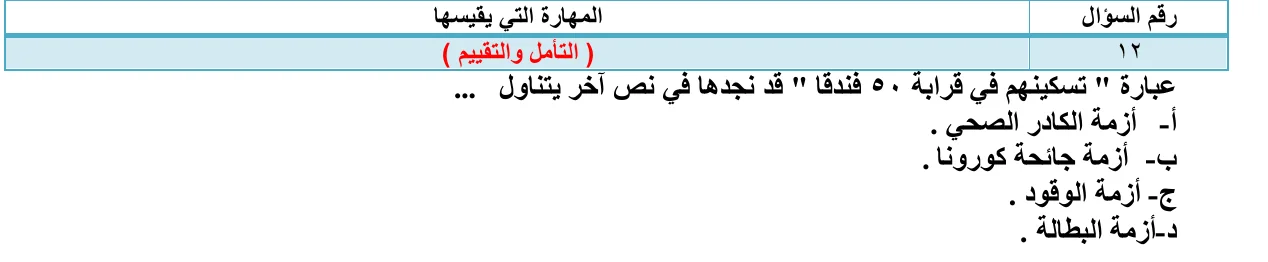 رقم السؤال المهارة التي يقيسها
١٢ ( التأمل والتقييم )
عبارة " تسكينهم في قرابة ٥٠ فندقا " قد نجدها في نص آخر يتناول ...
أ- أزمة الكادر الصحي .
ب- أزمة جائحة كورونا .
ج- أزمة الوقود .
د-أزمة البطالة .